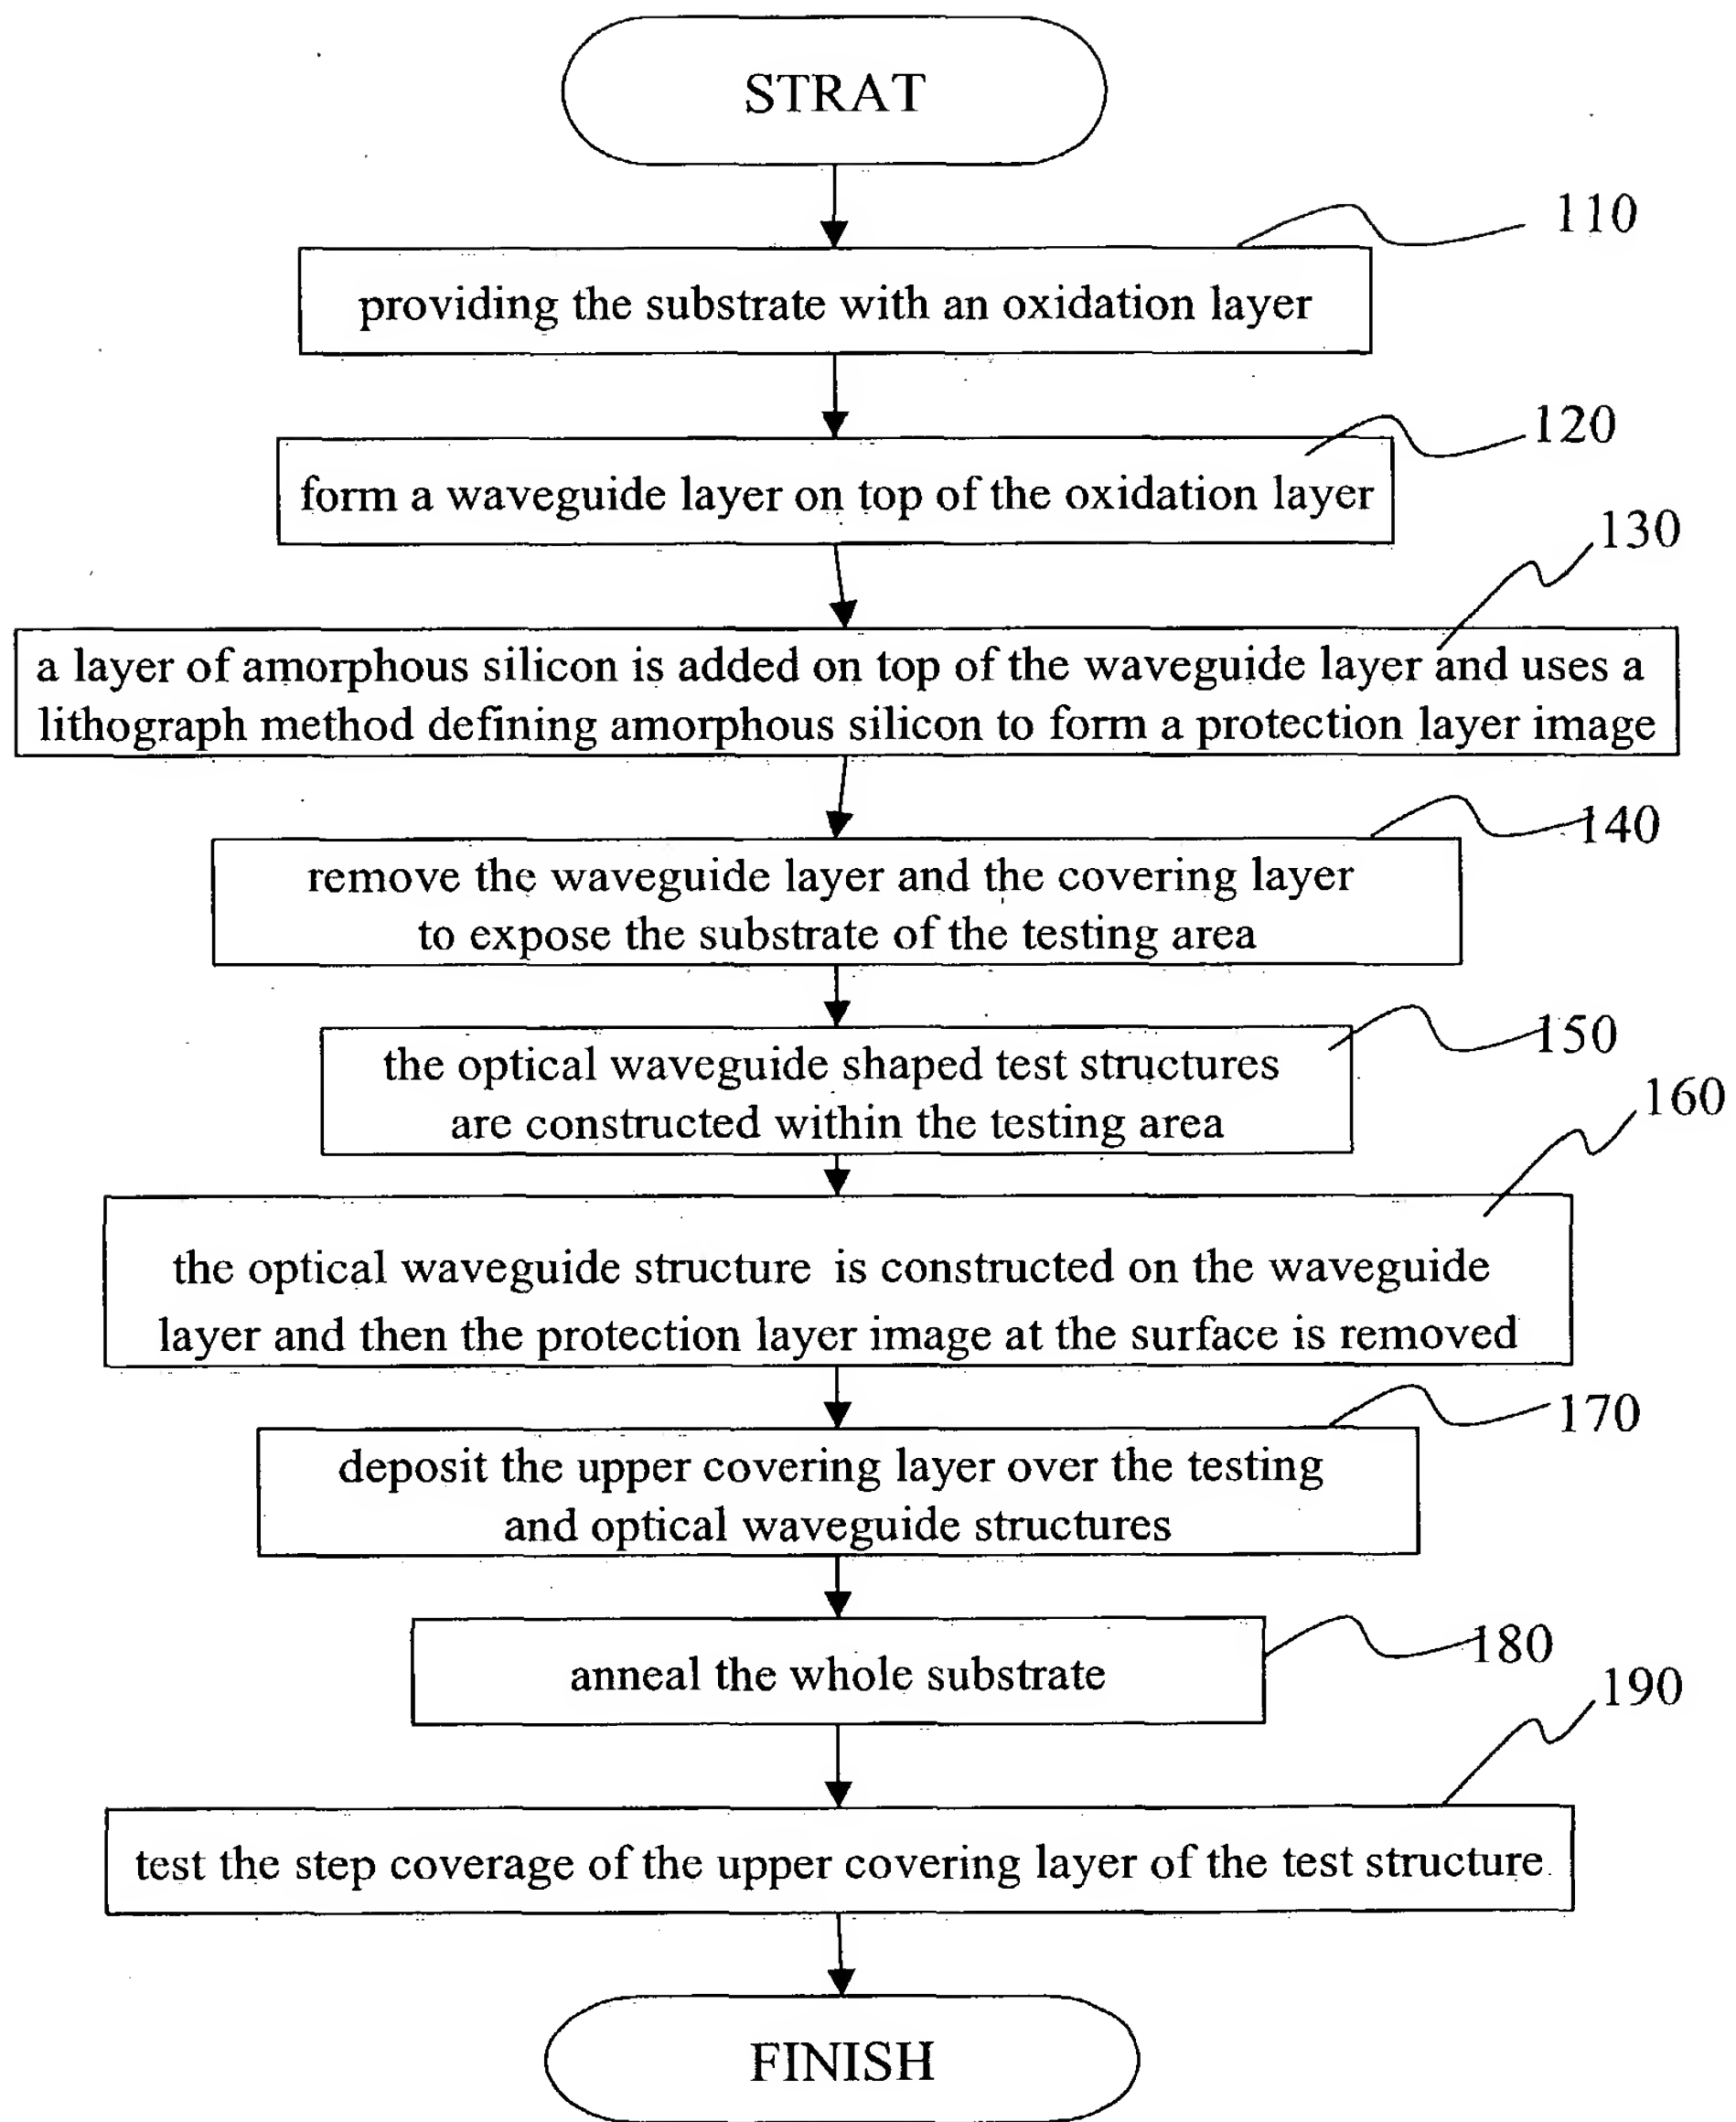 STRAT
110
providing the substrate with an oxidation layer
120
form a waveguide layer on top of the oxidation layer
130
a layer of amorphous silicon is added on top of the waveguide layer and uses a
lithograph method defining amorphous silicon to form a protection layer image
140
remove the waveguide layer and the covering layer
to expose the substrate of the testing area
150
the optical waveguide shaped test structures
are constructed within the testing area
160
the optical waveguide structure is constructed on the waveguide
layer and then the protection layer image at the surface is removed
170
deposit the upper covering layer over the testing
and optical waveguide structures
180
anneal the whole substrate
190
test the step coverage of the upper covering layer of the test structure
FINISH